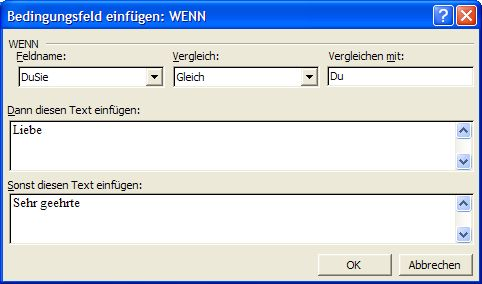 Bedingungsfeld einfügen: WENN
WENN
Feldname: Vergleich: Vergleichen mit:
DuSie Gleich Du
Dann diesen Text einfügen:
Liebe
Sonst diesen Text einfügen:
Sehr geehrte
OK Abbrechen